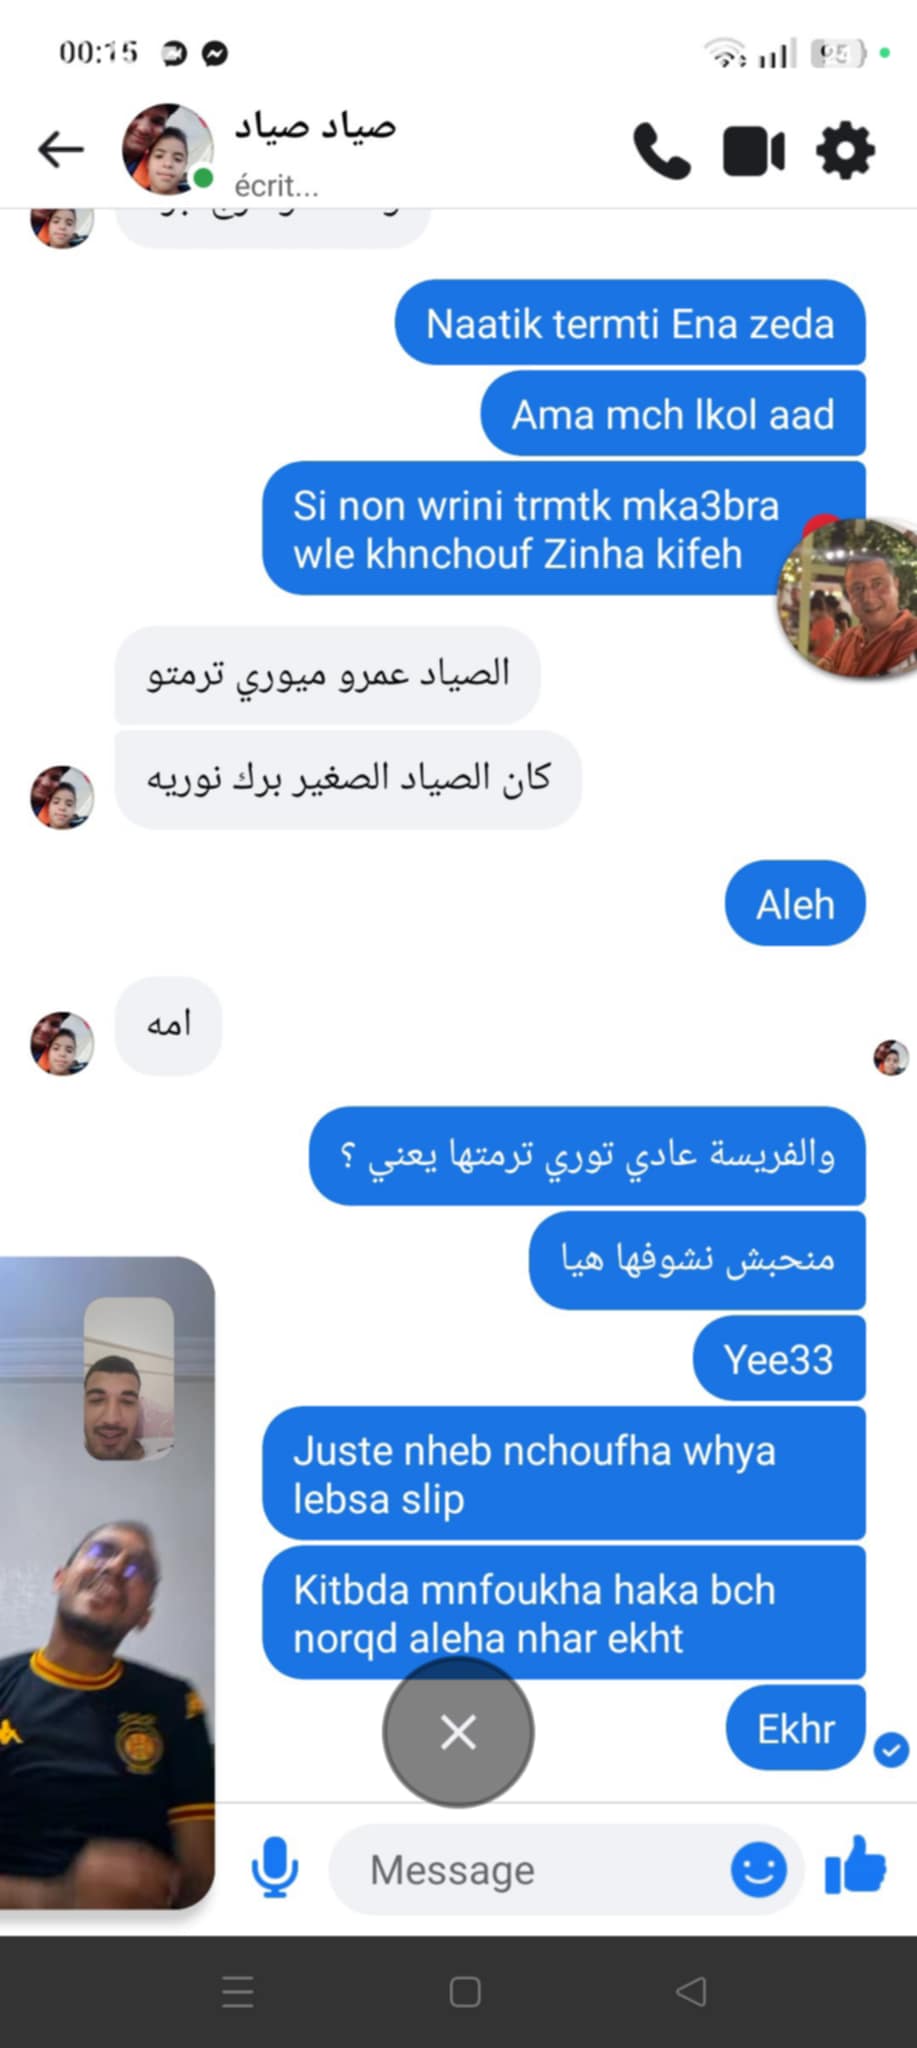 00:15
صياد صياد
écrit...
Naatik termti Ena zeda
Ama mch lkol aad
Si non wrini trmtk mka3bra
wle khnchouf Zinha kifeh
الصياد عمرو ميوري ترمتو
كان الصياد الصغير برك نوريه
Aleh
امه
والفريسة عادي توري ترمتها يعني ؟
منحبش نشوفها هيا
Yee33
Juste nheb nchoufha whya
lebsa slip
Kitbda mnfoukha haka bch
norqd aleha nhar ekht
Ekhr
Message